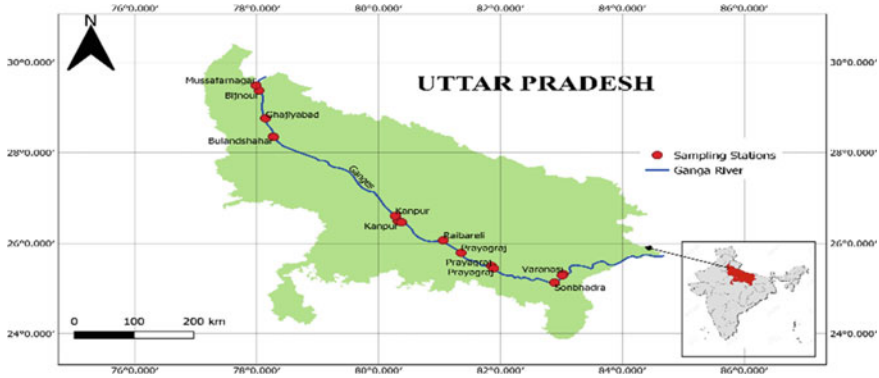 76°0.000' 78°0.000' 80°0.000' 82°0.000' 84°0.000' 86°0.000'
N
30°0.000'
30°0.000'
UTTAR PRADESH
Mussafarnagar
Bijnour
Ghajiyabad
Bulandshahar
28°0.000'
28°0.000'
Sampling Stations
Ganga River
Ganges
Kanpur
Kanpur
Raibareli
Prayagraj
26°0.000'
26°0.000'
Prayagraj
Prayagraj
Varonasi
Sonbhadra
0 100 200 km
24°0.000'
24°0.000'
76°0.000' 78°0.000' 80°0.000' 82°0.000' 84°0.000' 86°0.000'